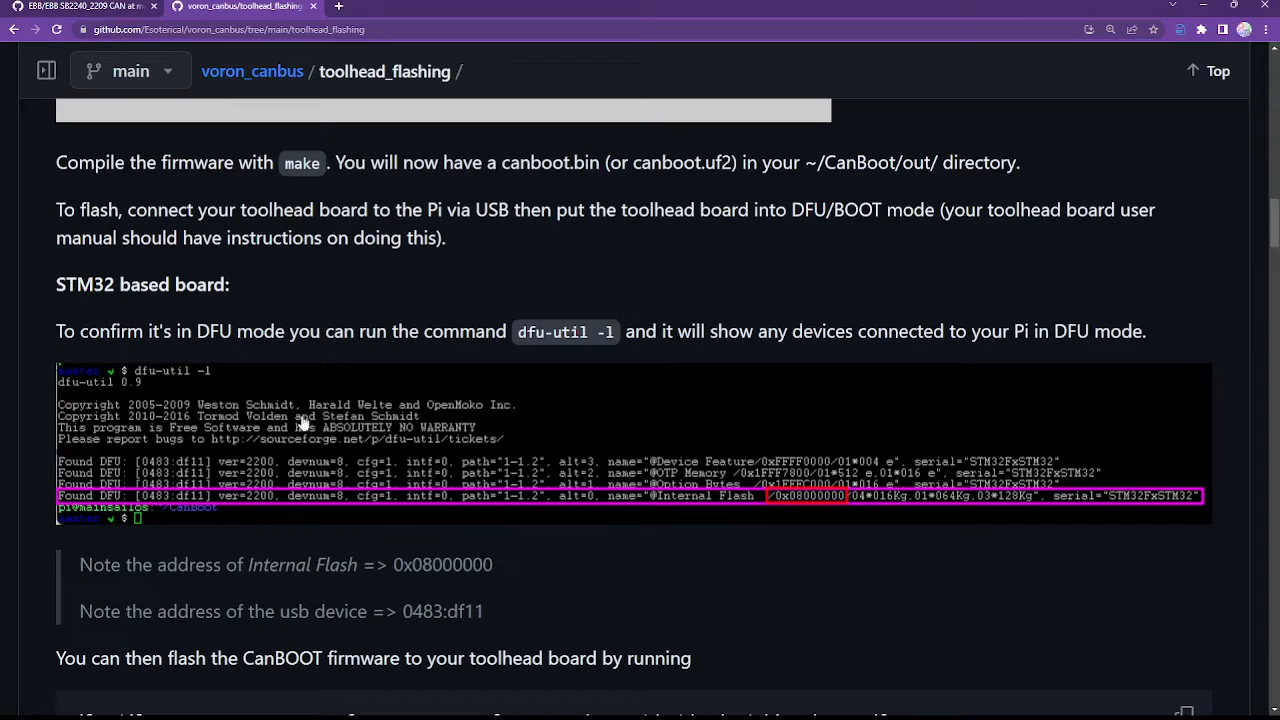 EBB/EBB SB2240_2209 CAN at m
voron_canbus/toolhead_flashing
github.com/Esoterical/voron_canbus/tree/main/toolhead_flashing
main
voron_canbus / toolhead_flashing /
Top
Compile the firmware with make. You will now have a canboot.bin (or canboot.uf2) in your ~/CanBoot/out/ directory.
To flash, connect your toolhead board to the Pi via USB then put the toolhead board into DFU/BOOT mode (your toolhead board user
manual should have instructions on doing this).
STM32 based board:
To confirm it's in DFU mode you can run the command dfu-util -l and it will show any devices connected to your Pi in DFU mode.
master $ dfu-util -l
dfu-util 0.9
Copyright 2005-2009 Weston Schmidt, Harald Welte and OpenMoko Inc.
Copyright 2010-2016 Tormod Volden and Stefan Schmidt
This program is Free Software and has ABSOLUTELY NO WARRANTY
Please report bugs to http://sourceforge.net/p/dfu-util/tickets/
Found DFU: [0483:df11] ver=2200, devnum=8, cfg=1, intf=0, path="1-1.2", alt=3, name="@Device Feature/0xFFFF0000/01*004 e", serial="STM32FxSTM32"
Found DFU: [0483:df11] ver=2200, devnum=8, cfg=1, intf=0, path="1-1.2", alt=2, name="@OTP Memory /0x1FFF7800/01*512 e,01*016 e", serial="STM32FxSTM32"
Found DFU: [0483:df11] ver=2200, devnum=8, cfg=1, intf=0, path="1-1.2", alt=1, name="@Option Bytes  /0x1FFFC000/01*016 e", serial="STM32FxSTM32"
Found DFU: [0483:df11] ver=2200, devnum=8, cfg=1, intf=0, path="1-1.2", alt=0, name="@Internal Flash  /0x08000000/04*016Kg,01*064Kg,03*128Kg", serial="STM32FxSTM32"
pi@mainsailos:~/CanBoot
master $
Note the address of Internal Flash => 0x08000000
Note the address of the usb device => 0483:df11
You can then flash the CanBOOT firmware to your toolhead board by running